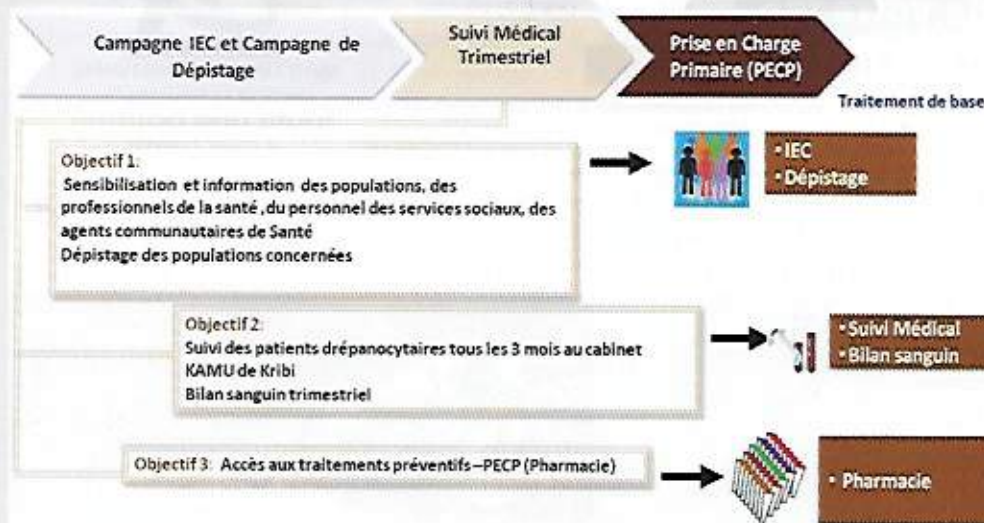 Campagne IEC et Campagne de
Dépistage
Suivi Médical
Trimestriel
Prise en Charge
Primaire (PECP)
Traitement de base
Objectif 1:
Sensibilisation et information des populations, des
professionnels de la santé ,du personnel des services sociaux, des
agents communautaires de Santé
Dépistage des populations concernées
• IEC
• Dépistage
Objectif 2:
Suivi des patients drépanocytaires tous les 3 mois au cabinet
KAMU de Kribi
Bilan sanguin trimestriel
• Suivi Médical
• Bilan sanguin
Objectif 3: Accès aux traitements préventifs–PECP (Pharmacie)
• Pharmacie